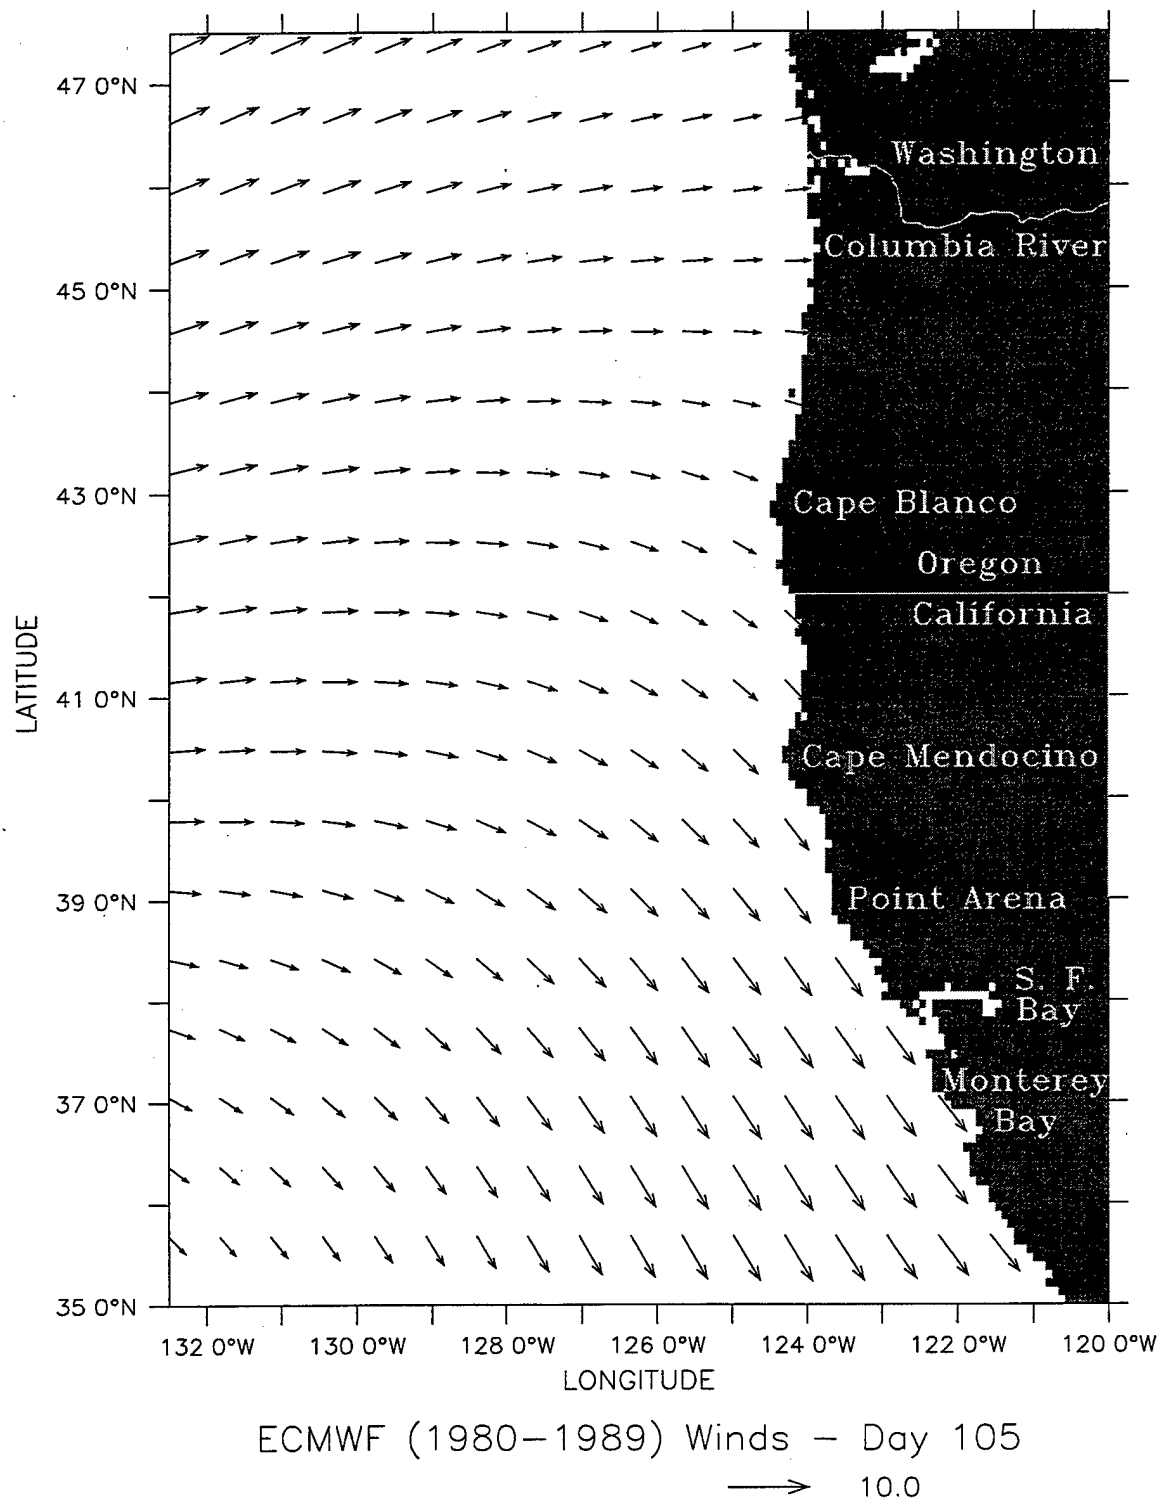 47 0°N
Washington
Columbia River
45 0°N
43 0°N
Cape Blanco
Oregon
California
LATITUDE
41 0°N
Cape Mendocino
39 0°N
Point Arena
S. F.
Bay
37 0°N
Monterey
Bay
35 0°N
132 0°W 130 0°W 128 0°W 126 0°W 124 0°W 122 0°W 120 0°W
LONGITUDE
ECMWF (1980-1989) Winds - Day 105
10.0